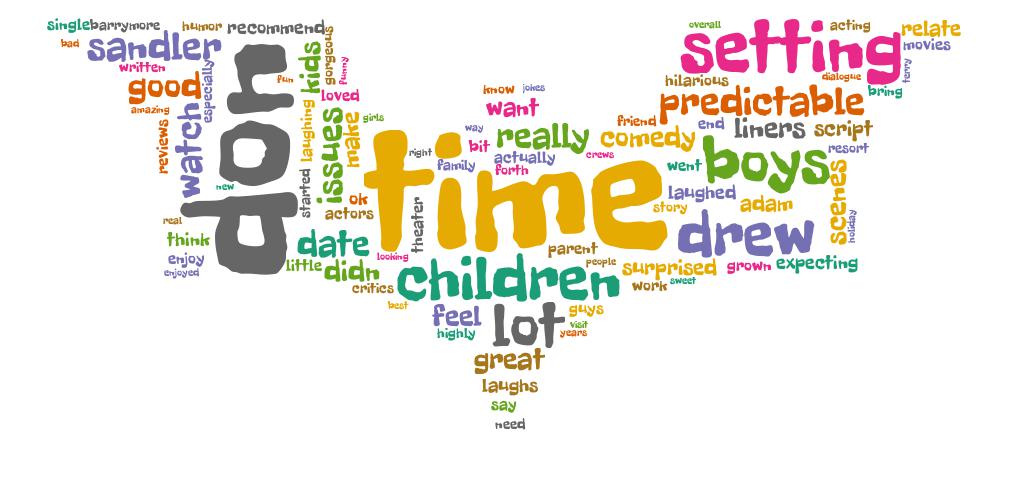 single
barrymore
humor
recommend
overall
acting
relate
bad
sandler
setting
movies
written
especially
gorgeous
kids
funny
terry
good
fun
don
know
jokes
hilarious
dialogue
bring
amazing
watch
loved
want
predictable
reviews
laughing
issues
make
girls
time
way
bit
really
friend
comedy
end
liners
script
right
family
actually
forth
crews
went
boys
resort
new
started
ok
actors
theater
story
laughed
adam
scenes
holiday
real
think
date
drew
enjoy
enjoyed
little
didn
looking
parent
people
surprised
grown
expecting
critics
children
work
sweet
best
feel
lot
guys
highly
visit
years
great
laughs
say
need